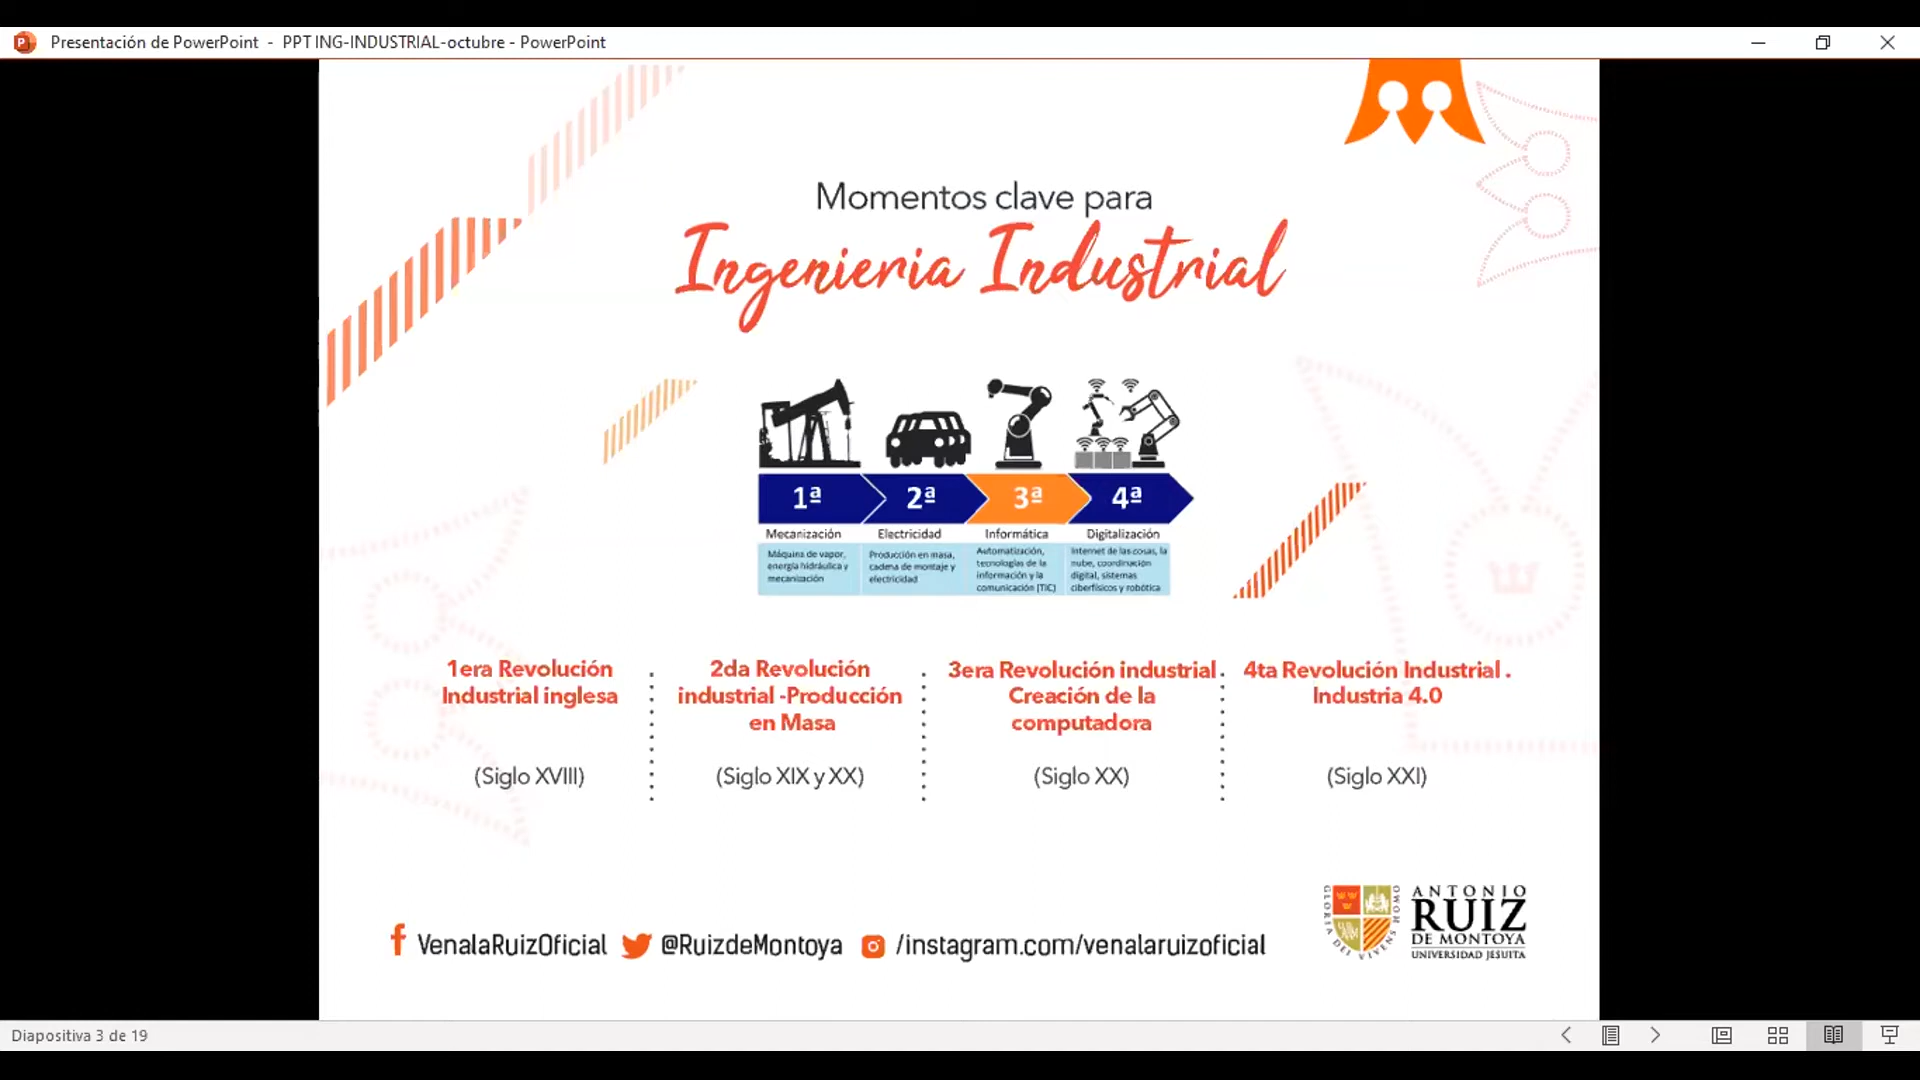 Presentación de PowerPoint - PPT ING-INDUSTRIAL-octubre - PowerPoint
Momentos clave para
Ingenieria Industrial
1ª 2ª 3ª 4ª
Mecanización
Máquina de vapor,
energía hidráulica y
mecanización
Electricidad
Producción en masa,
cadena de montaje y
electricidad
Informática
Automatización,
tecnologías de la
información y la
comunicación (TIC)
Digitalización
Internet de las cosas, la
nube, coordinación
digital, sistemas
ciberfísicos y robótica
1era Revolución
Industrial inglesa
(Siglo XVIII)
2da Revolución
industrial -Producción
en Masa
(Siglo XIX y XX)
3era Revolución industrial.
Creación de la
computadora
(Siglo XX)
4ta Revolución Industrial .
Industria 4.0
(Siglo XXI)
VenalaRuizOficial @RuizdeMontoya /instagram.com/venalaruizoficial
GLORIA DEI VIVENS HOMO
ANTONIO
RUIZ
DE MONTOYA
UNIVERSIDAD JESUITA
Diapositiva 3 de 19